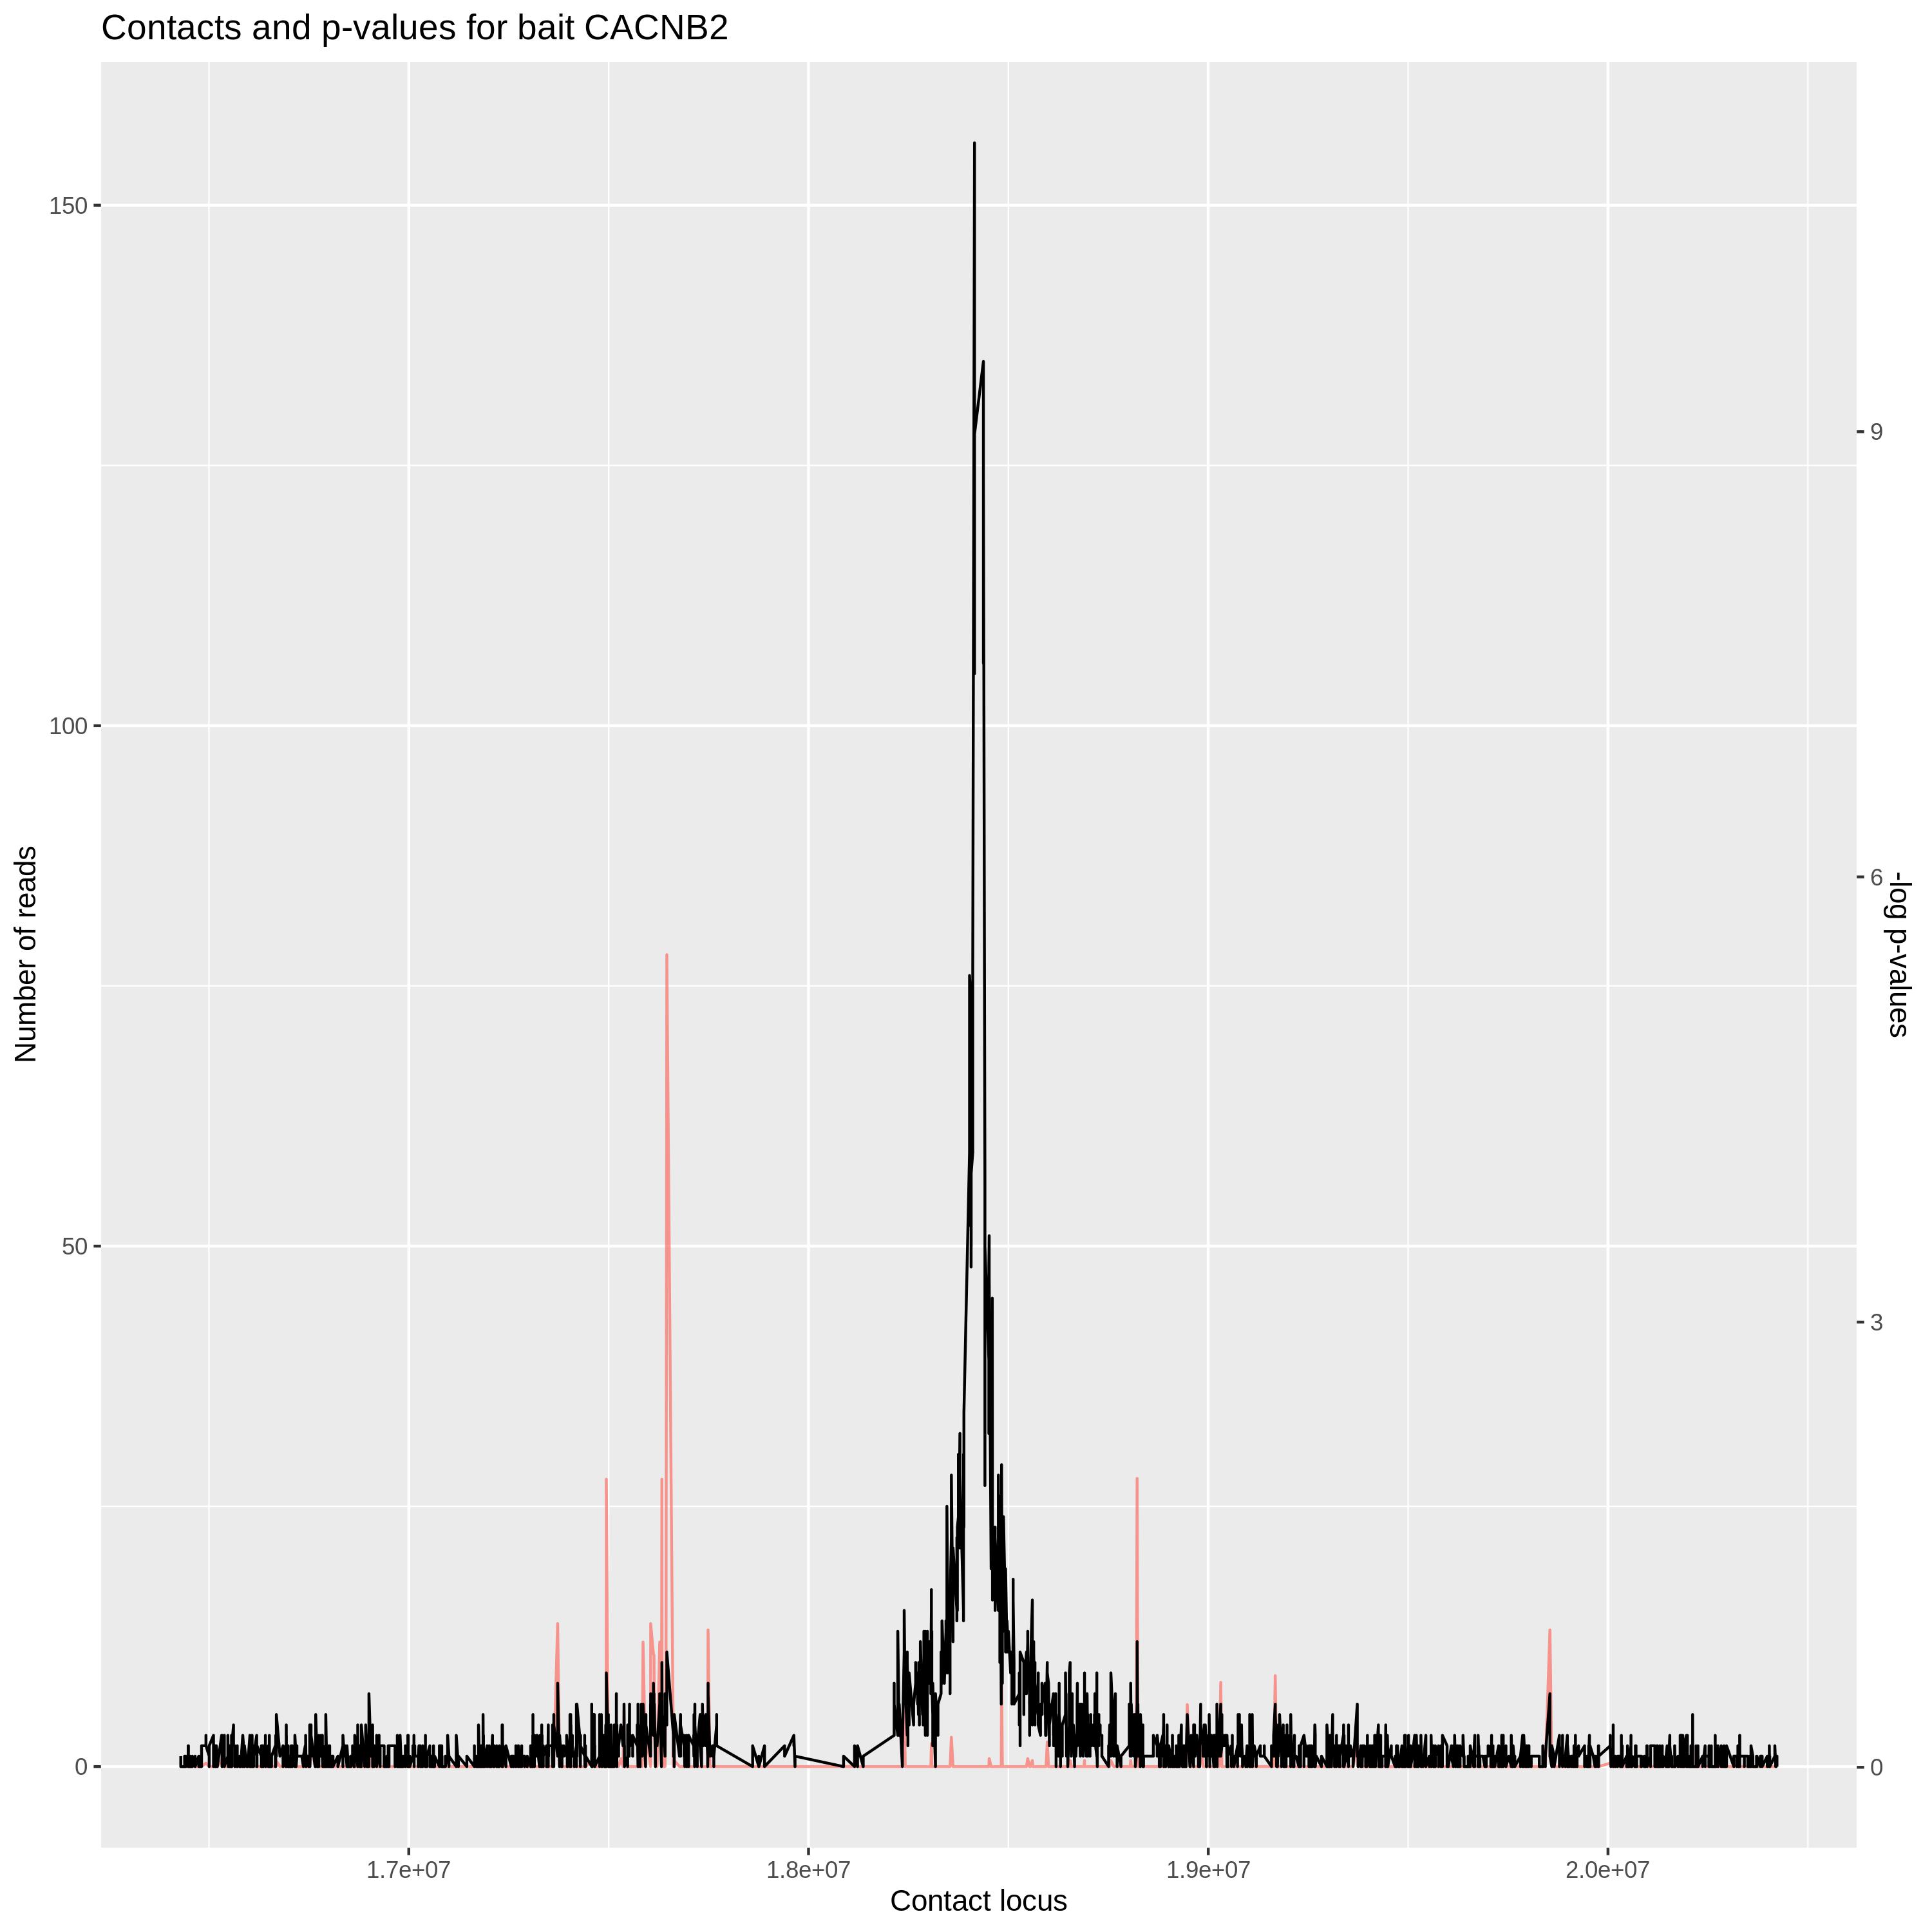 Contacts and p-values for bait CACNB2
150
100
50
0
Number of reads
9
6
3
0
-log p-values
1.7e+07
1.8e+07
1.9e+07
2.0e+07
Contact locus